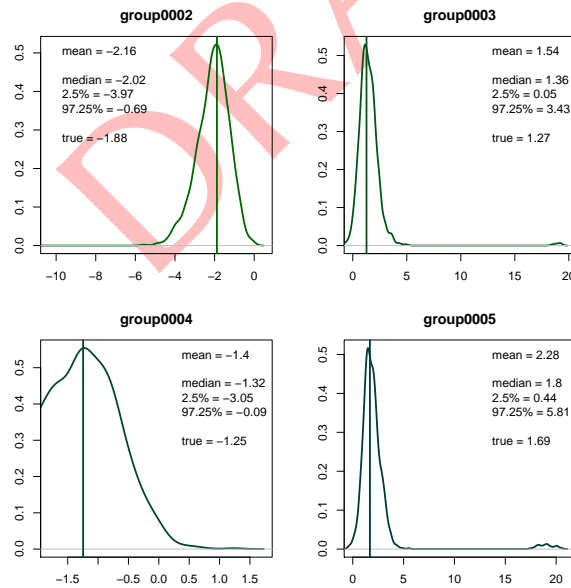 group0002
mean = −2.16
median = −2.02
2.5% = −3.97
97.25% = −0.69
true = −1.88
0.0
0.1
0.2
0.3
0.4
0.5
−10
−8
−6
−4
−2
0
group0003
mean = 1.54
median = 1.36
2.5% = 0.05
97.25% = 3.43
true = 1.27
0.0
0.1
0.2
0.3
0.4
0.5
0
5
10
15
20
group0004
mean = −1.4
median = −1.32
2.5% = −3.05
97.25% = −0.09
true = −1.25
0.0
0.1
0.2
0.3
0.4
0.5
−1.5
−0.5
0.0
0.5
1.0
1.5
group0005
mean = 2.28
median = 1.8
2.5% = 0.44
97.25% = 5.81
true = 1.69
0.0
0.1
0.2
0.3
0.4
0.5
0
5
10
15
20
DRA